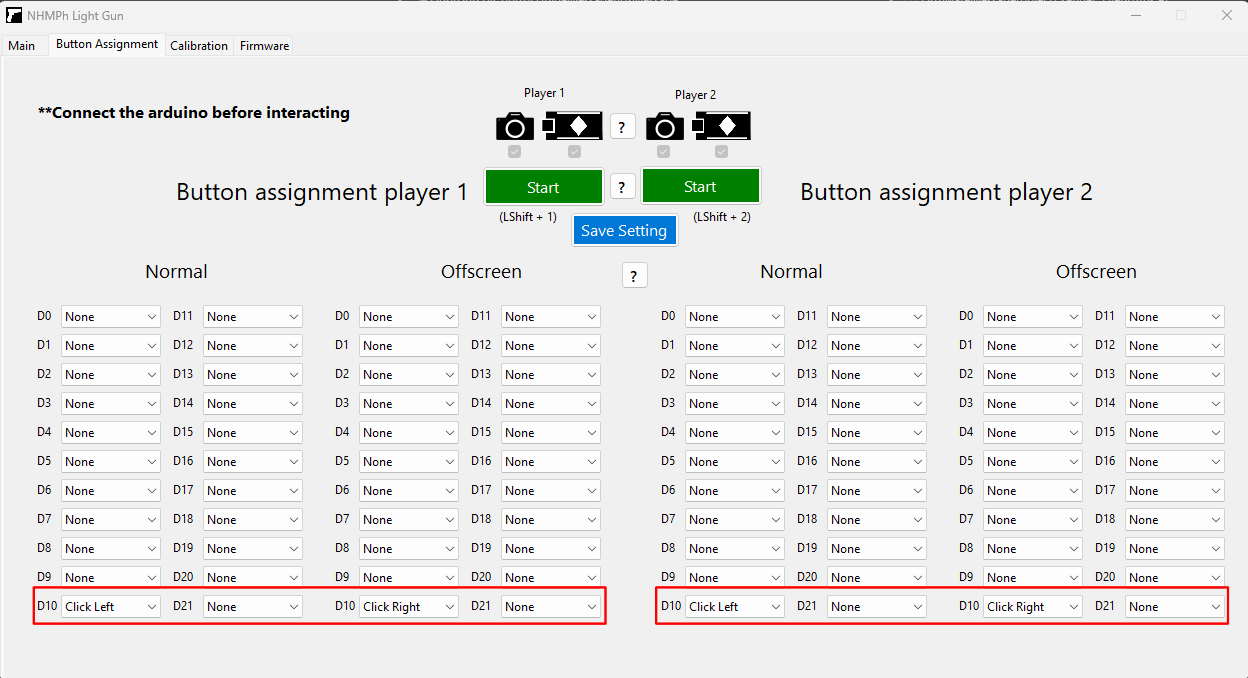 NHMPh Light Gun
Main Button Assignment Calibration Firmware
Player 1 Player 2
**Connect the arduino before interacting
?
Button assignment player 1 Start ? Start Button assignment player 2
(LShift + 1) (LShift + 2)
Save Setting
Normal Offscreen ? Normal Offscreen
D0 None D11 None D0 None D11 None D0 None D11 None D0 None D11 None
D1 None D12 None D1 None D12 None D1 None D12 None D1 None D12 None
D2 None D13 None D2 None D13 None D2 None D13 None D2 None D13 None
D3 None D14 None D3 None D14 None D3 None D14 None D3 None D14 None
D4 None D15 None D4 None D15 None D4 None D15 None D4 None D15 None
D5 None D16 None D5 None D16 None D5 None D16 None D5 None D16 None
D6 None D17 None D6 None D17 None D6 None D17 None D6 None D17 None
D7 None D18 None D7 None D18 None D7 None D18 None D7 None D18 None
D8 None D19 None D8 None D19 None D8 None D19 None D8 None D19 None
D9 None D20 None D9 None D20 None D9 None D20 None D9 None D20 None
D10 Click Left D21 None D10 Click Right D21 None D10 Click Left D21 None D10 Click Right D21 None